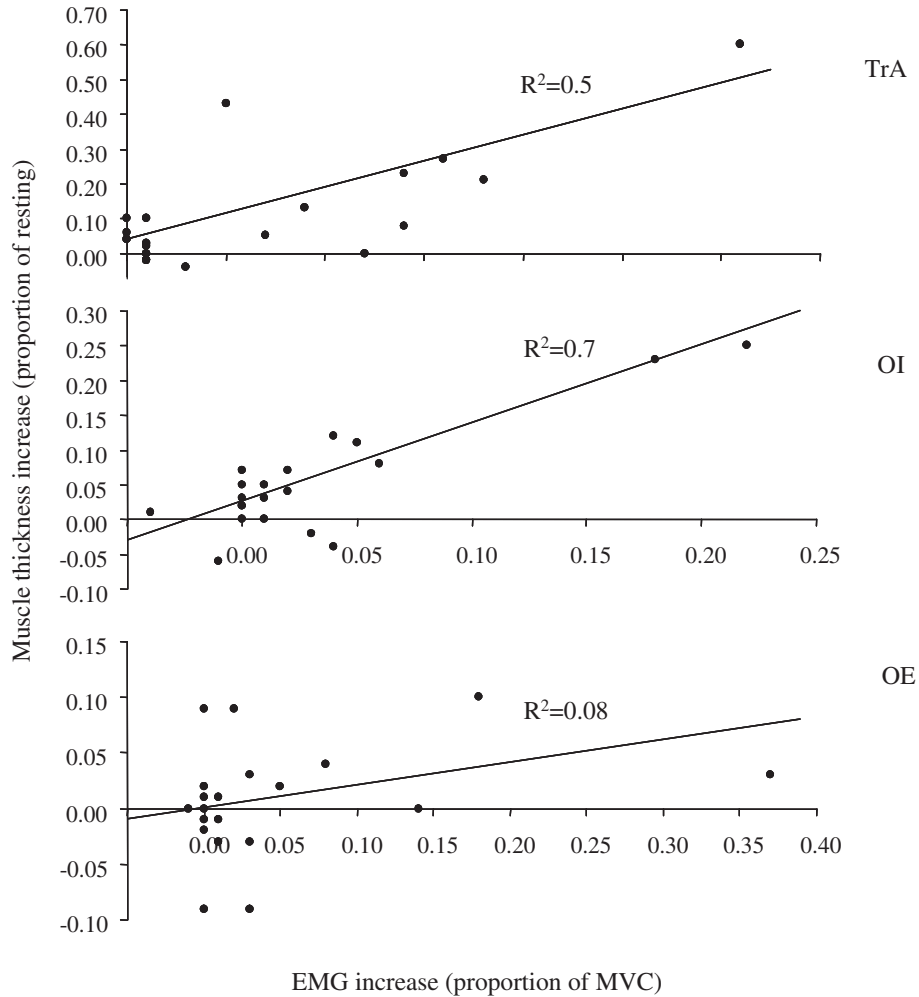 Muscle thickness increase (proportion of resting)
0.70
0.60
0.50
0.40
0.30
0.20
0.10
0.00
R²=0.5
TrA
0.30
0.25
0.20
0.15
0.10
0.05
0.00
-0.05
-0.10
R²=0.7
OI
0.00 0.05 0.10 0.15 0.20 0.25
0.15
0.10
0.05
0.00
-0.05
-0.10
R²=0.08
OE
0.00 0.05 0.10 0.15 0.20 0.25 0.30 0.35 0.40
EMG increase (proportion of MVC)